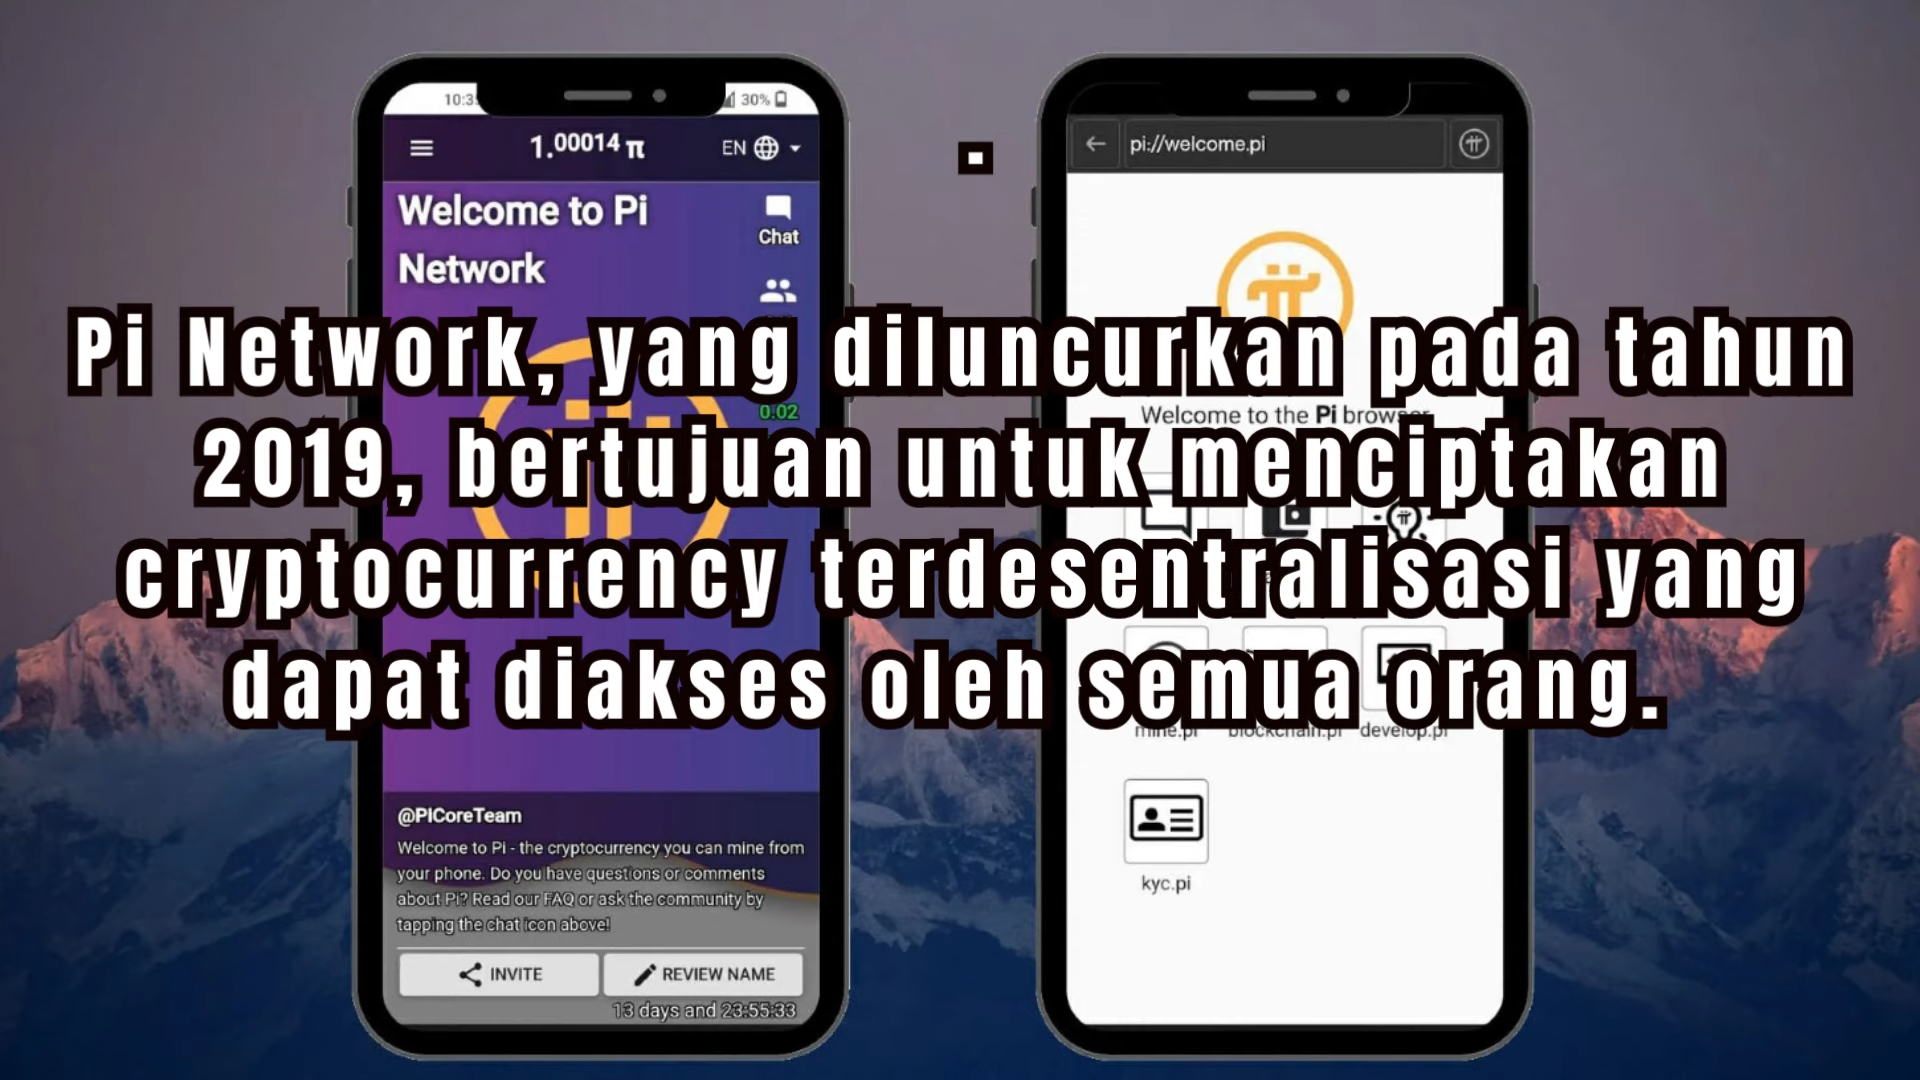 10:3
30%
1.00014 π
EN
Welcome to Pi
Network
Chat
0.02
pi://welcome.pi
Welcome to the Pi browser
Pi Network, yang diluncurkan pada tahun
2019, bertujuan untuk menciptakan
cryptocurrency terdesentralisasi yang
dapat diakses oleh semua orang.
mine.pi blockchain.pi develop.pi
kyc.pi
@PICoreTeam
Welcome to Pi - the cryptocurrency you can mine from
your phone. Do you have questions or comments
about Pi? Read our FAQ or ask the community by
tapping the chat icon above!
INVITE
REVIEW NAME
13 days and 23:55:33